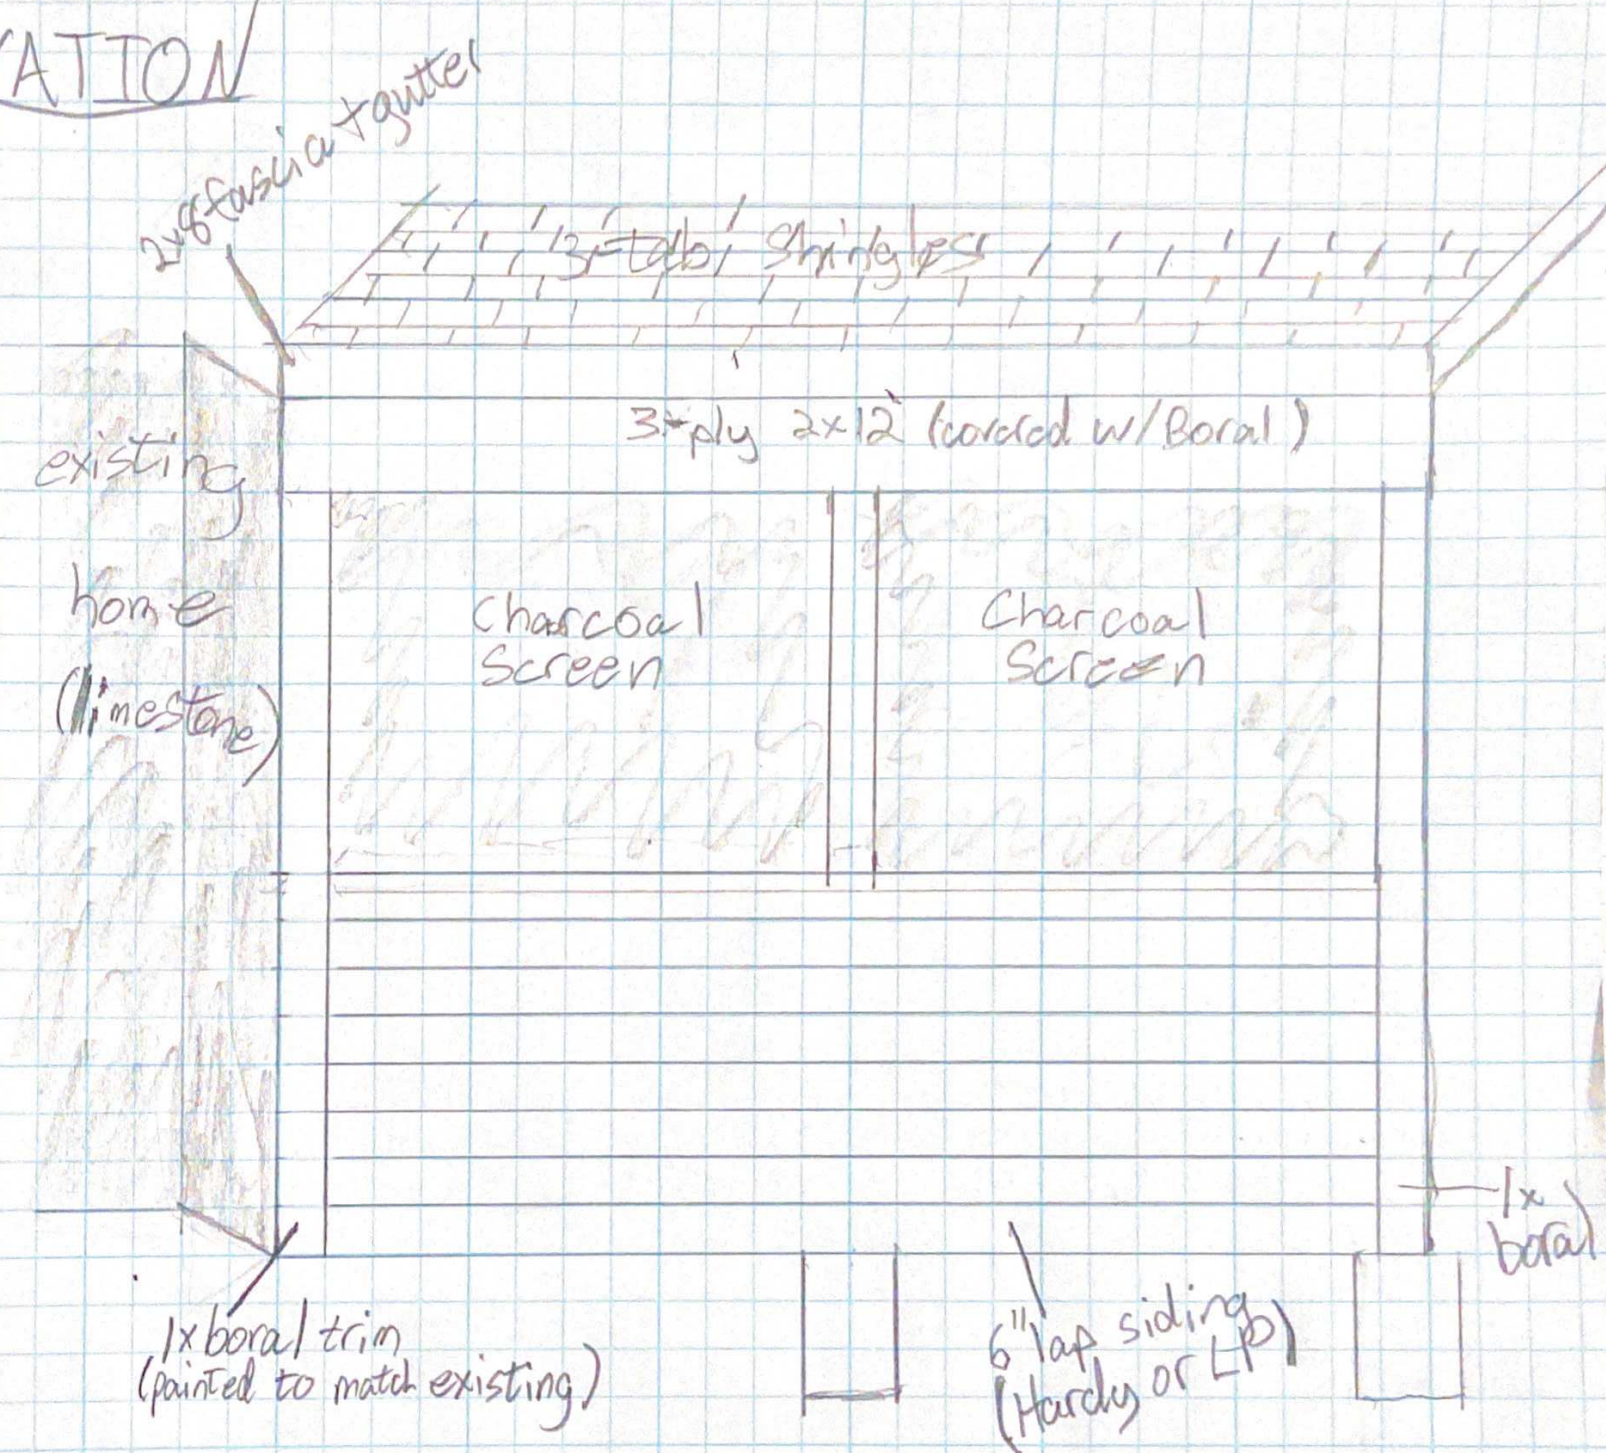 ATION
2x8 fascia + gutter
3-tab shingles
3-ply 2x12 (covered w/Boral)
existing
home
(limestone)
Charcoal
Screen
Charcoal
Screen
1x
boral
1x boral trim
(painted to match existing)
6" lap siding
(Hardy or LP)